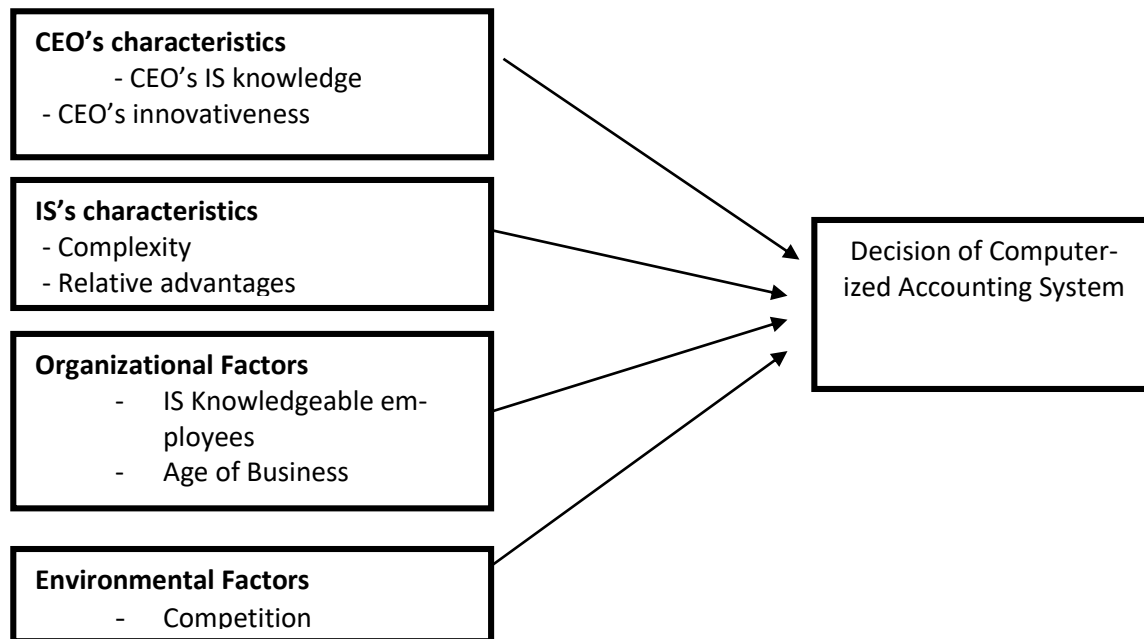 CEO’s characteristics
- CEO’s IS knowledge
- CEO’s innovativeness
IS’s characteristics
- Complexity
- Relative advantages
Organizational Factors
- IS Knowledgeable em-
ployees
- Age of Business
Environmental Factors
- Competition
Decision of Computer-
ized Accounting System